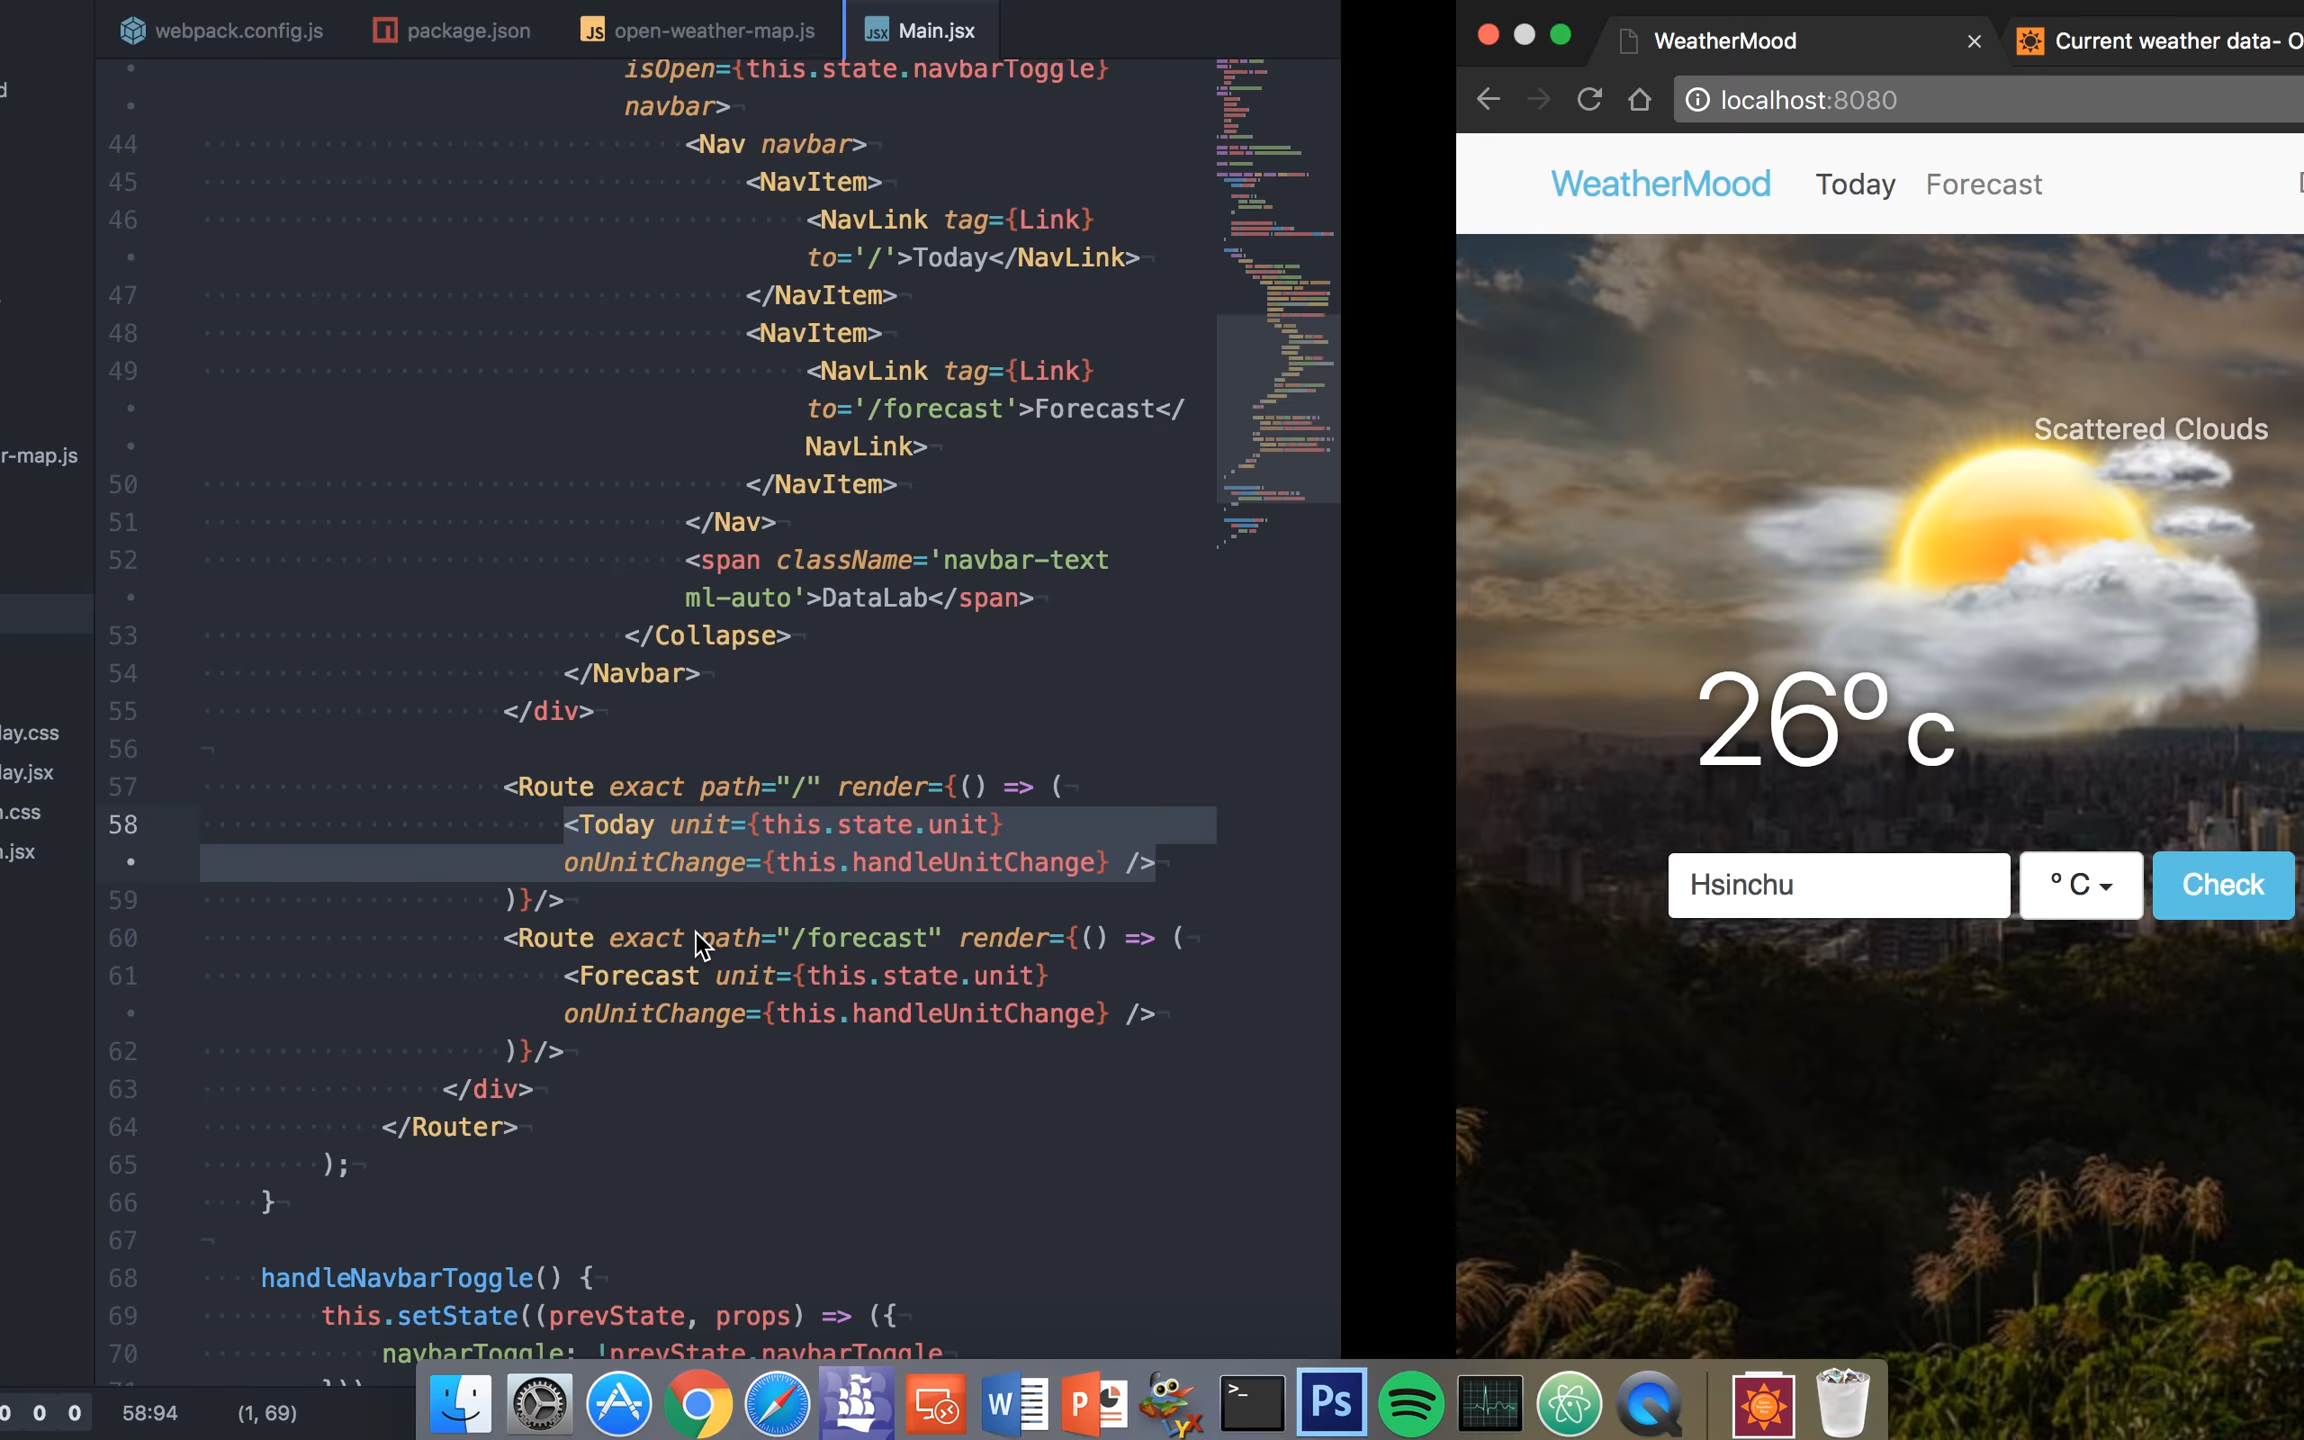 webpack.config.js
package.json
open-weather-map.js
Main.jsx
d
r-map.js
lay.css
lay.jsx
n.css
n.jsx
isOpen={this.state.navbarToggle}
navbar>
44 <Nav navbar>
45 <NavItem>
46 <NavLink tag={Link}
to='/'>Today</NavLink>
47 </NavItem>
48 <NavItem>
49 <NavLink tag={Link}
to='/forecast'>Forecast</
NavLink>
50 </NavItem>
51 </Nav>
52 <span className='navbar-text
ml-auto'>DataLab</span>
53 </Collapse>
54 </Navbar>
55 </div>
56
57 <Route exact path="/" render={() => (
58 <Today unit={this.state.unit}
onUnitChange={this.handleUnitChange} />
59 )}/>
60 <Route exact path="/forecast" render={() => (
61 <Forecast unit={this.state.unit}
onUnitChange={this.handleUnitChange} />
62 )}/>
63 </div>
64 </Router>
65 );
66 }
67
68 handleNavbarToggle() {
69 this.setState((prevState, props) => ({
70 navbarToggle: !prevState.navbarToggle
0 0 0 58:94 (1, 69)
WeatherMood
Current weather data- O
localhost:8080
WeatherMood Today Forecast
Scattered Clouds
26° c
Hsinchu ° C Check
W
P
YX
>_
Ps